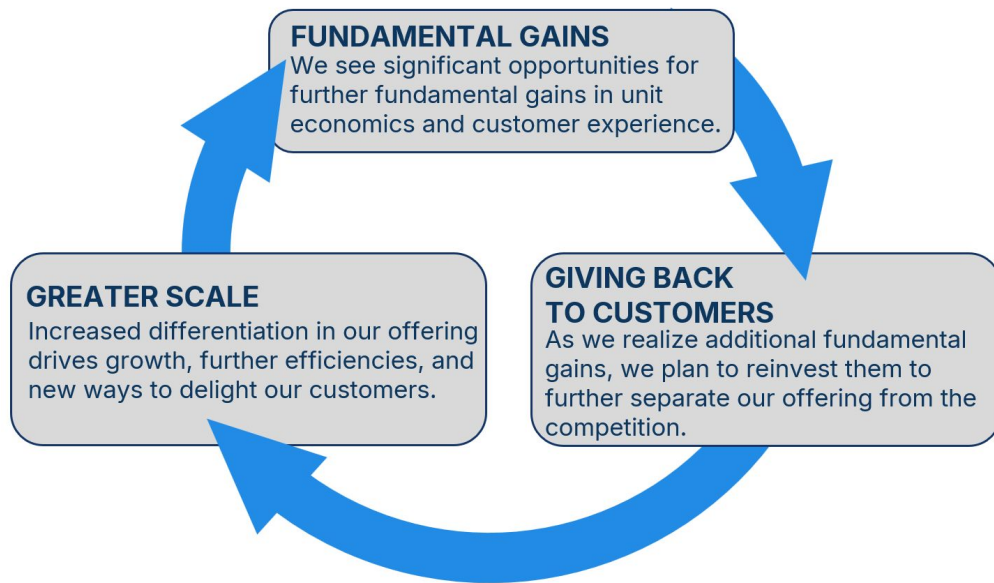 FUNDAMENTAL GAINS
We see significant opportunities for
further fundamental gains in unit
economics and customer experience.
GIVING BACK
TO CUSTOMERS
As we realize additional fundamental
gains, we plan to reinvest them to
further separate our offering from the
competition.
GREATER SCALE
Increased differentiation in our offering
drives growth, further efficiencies, and
new ways to delight our customers.